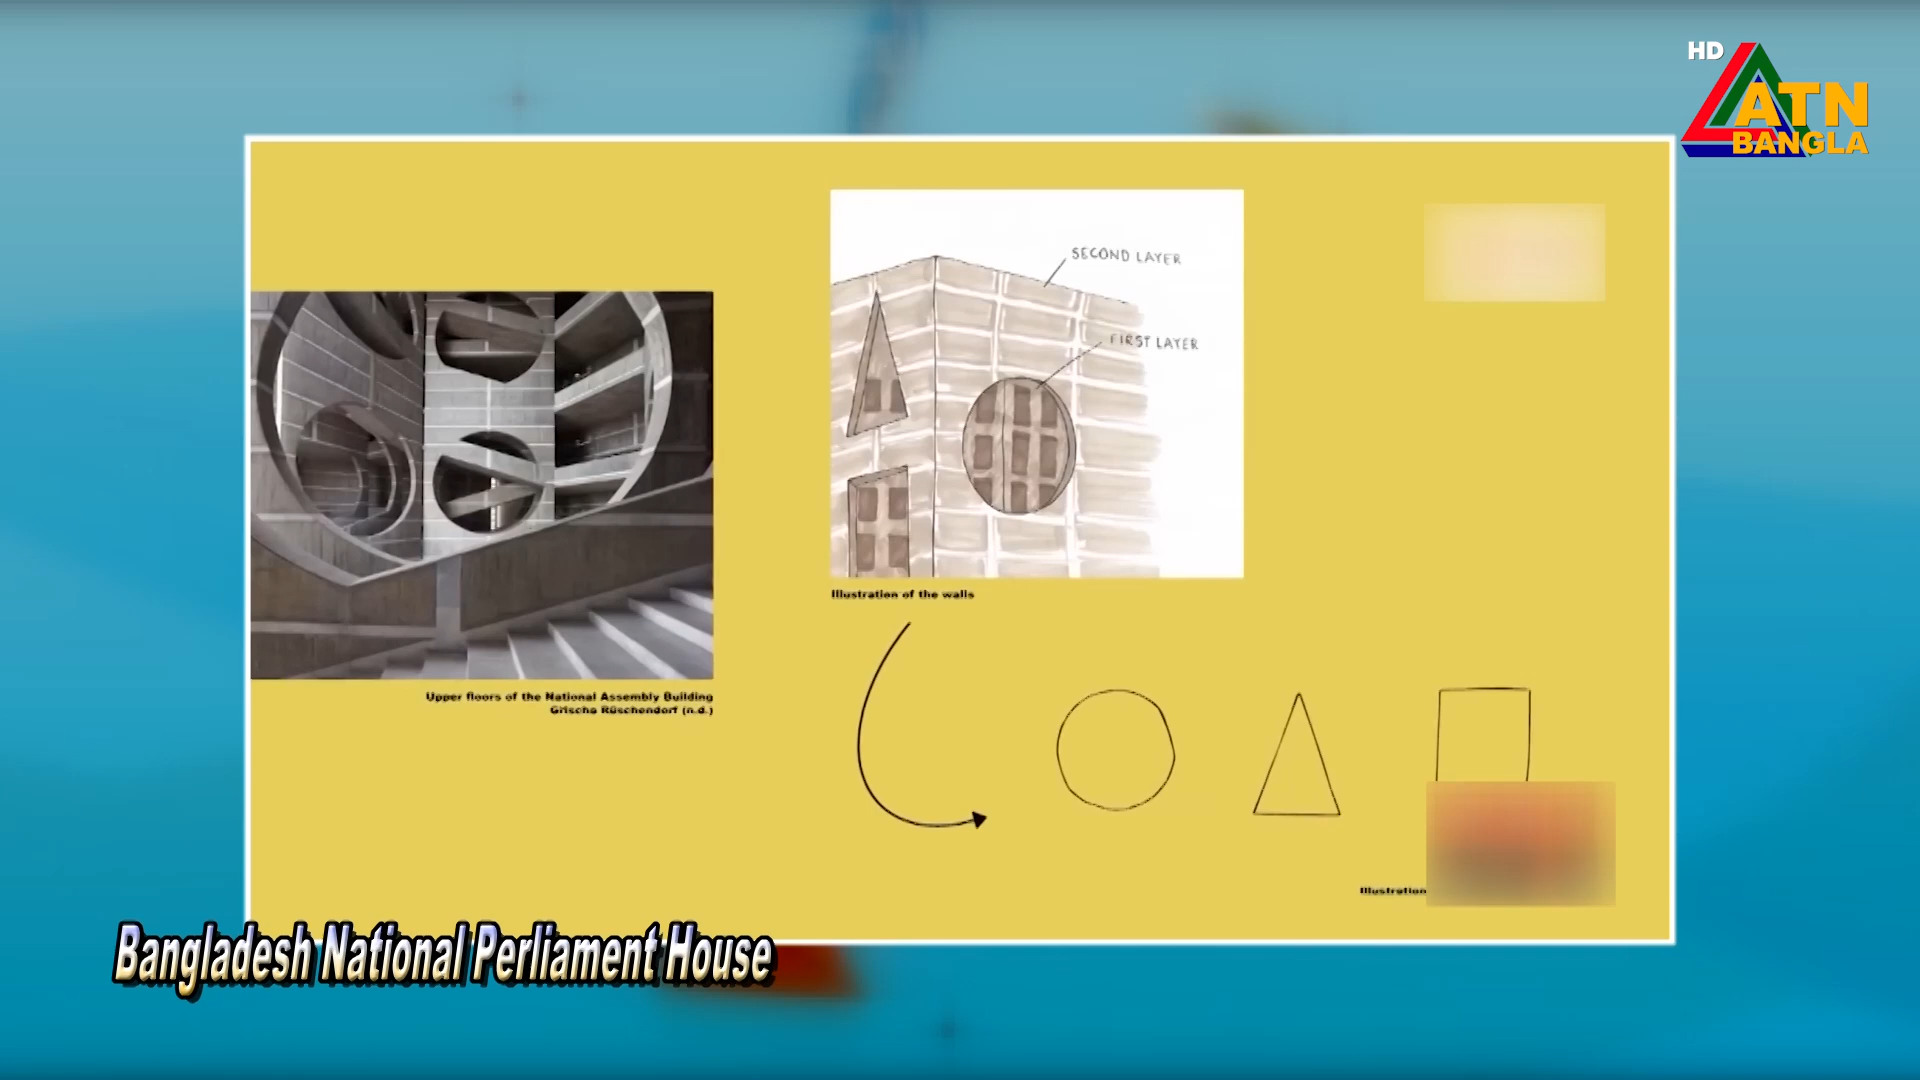 HD
ATN
BANGLA
SECOND LAYER
FIRST LAYER
Illustration of the walls
Upper floors of the National Assembly Building
Grischa Rüschendorf (n.d.)
Illustration
Bangladesh National Perliament House